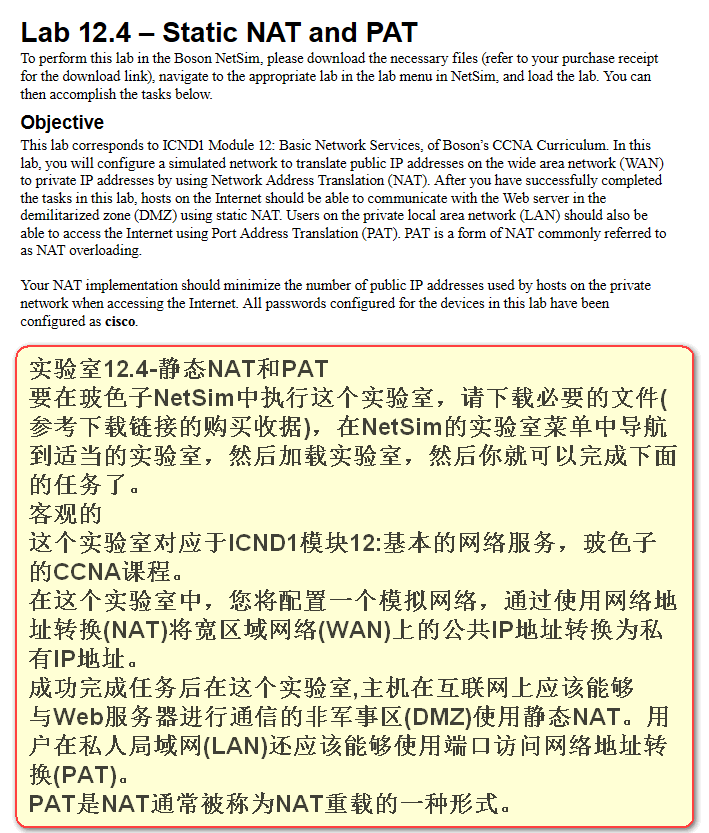 Lab 12.4 – Static NAT and PAT
To perform this lab in the Boson NetSim, please download the necessary files (refer to your purchase receipt
for the download link), navigate to the appropriate lab in the lab menu in NetSim, and load the lab. You can
then accomplish the tasks below.
Objective
This lab corresponds to ICND1 Module 12: Basic Network Services, of Boson’s CCNA Curriculum. In this
lab, you will configure a simulated network to translate public IP addresses on the wide area network (WAN)
to private IP addresses by using Network Address Translation (NAT). After you have successfully completed
the tasks in this lab, hosts on the Internet should be able to communicate with the Web server in the
demilitarized zone (DMZ) using static NAT. Users on the private local area network (LAN) should also be
able to access the Internet using Port Address Translation (PAT). PAT is a form of NAT commonly referred to
as NAT overloading.
Your NAT implementation should minimize the number of public IP addresses used by hosts on the private
network when accessing the Internet. All passwords configured for the devices in this lab have been
configured as cisco.
实验室12.4-静态NAT和PAT
要在玻色子NetSim中执行这个实验室，请下载必要的文件(
参考下载链接的购买收据)，在NetSim的实验室菜单中导航
到适当的实验室，然后加载实验室，然后你就可以完成下面
的任务了。
客观的
这个实验室对应于ICND1模块12:基本的网络服务，玻色子
的CCNA课程。
在这个实验室中，您将配置一个模拟网络，通过使用网络地
址转换(NAT)将宽区域网络(WAN)上的公共IP地址转换为私
有IP地址。
成功完成任务后在这个实验室,主机在互联网上应该能够
与Web服务器进行通信的非军事区(DMZ)使用静态NAT。用
户在私人局域网(LAN)还应该能够使用端口访问网络地址转
换(PAT)。
PAT是NAT通常被称为NAT重载的一种形式。